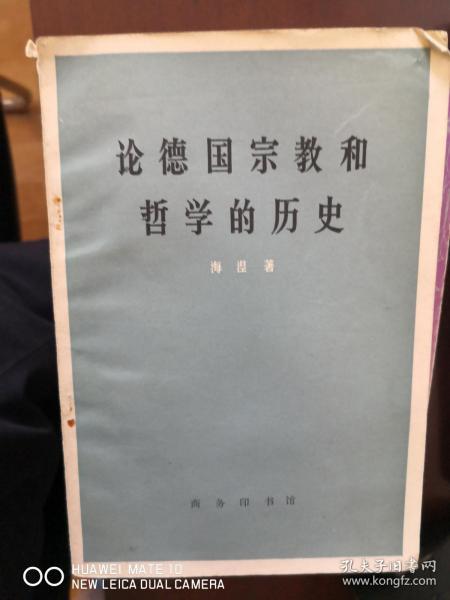 论德国宗教和
哲学的历史
海涅著
商务印书馆
HUAWEI MATE 10
NEW LEICA DUAL CAMERA
孔夫子旧书网
www.kongfz.com